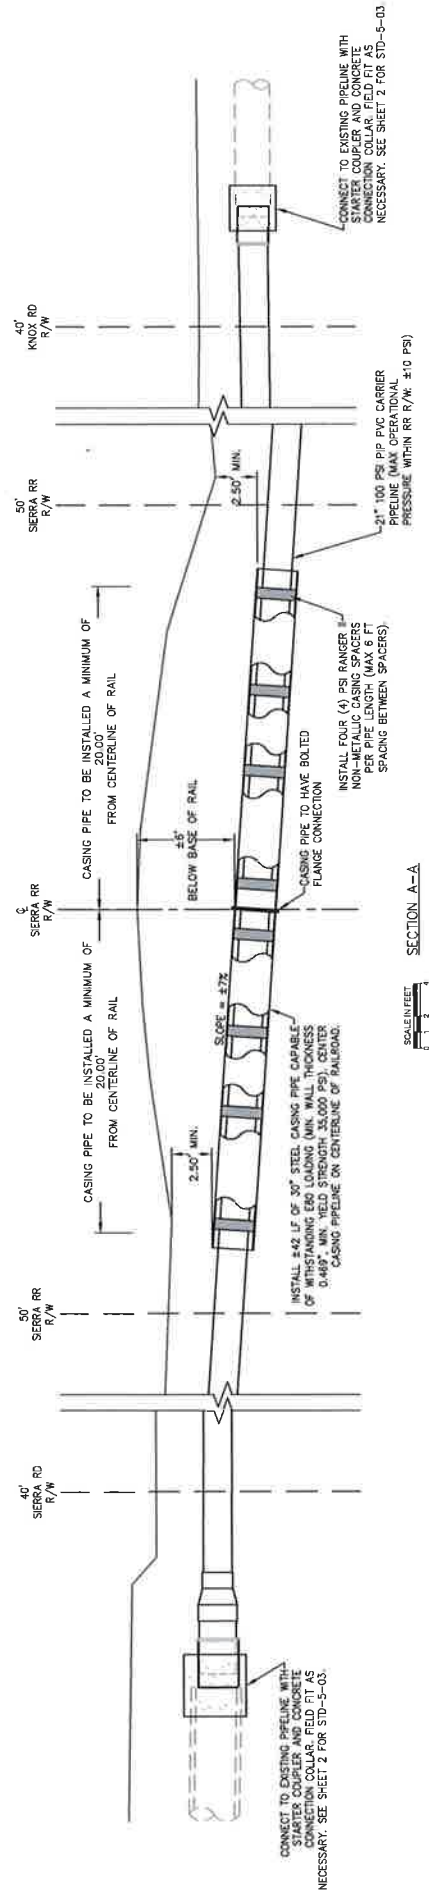 40'
SIERRA RD
R/W
50'
SIERRA RR
R/W
℄
SIERRA RR
R/W
50'
SIERRA RR
R/W
40'
KNOX RD
R/W
CASING PIPE TO BE INSTALLED A MINIMUM OF
20.00'
FROM CENTERLINE OF RAIL
CASING PIPE TO BE INSTALLED A MINIMUM OF
20.00'
FROM CENTERLINE OF RAIL
2.50' MIN.
±6'
BELOW BASE OF RAIL
2.50' MIN.
SLOPE = ±7%
CONNECT TO EXISTING PIPELINE WITH
STARTER COUPLER AND CONCRETE
CONNECTION COLLAR. FIELD FIT AS
NECESSARY. SEE SHEET 2 FOR STD-5-03.
INSTALL ±42 LF OF 30" STEEL CASING PIPE CAPABLE
OF WITHSTANDING E80 LOADING (MIN. WALL THICKNESS
0.469", MIN. YIELD STRENGTH 35,000 PSI). CENTER
CASING PIPELINE ON CENTERLINE OF RAILROAD.
CASING PIPE TO HAVE BOLTED
FLANGE CONNECTION
INSTALL FOUR (4) PSI RANGER II
NON-METALLIC CASING SPACERS
PER PIPE LENGTH (MAX 6 FT
SPACING BETWEEN SPACERS).
21" 100 PSI PIP PVC CARRIER
PIPELINE (MAX OPERATIONAL
PRESSURE WITHIN RR R/W: ±10 PSI)
CONNECT TO EXISTING PIPELINE WITH
STARTER COUPLER AND CONCRETE
CONNECTION COLLAR. FIELD FIT AS
NECESSARY. SEE SHEET 2 FOR STD-5-03.
SECTION A-A
SCALE IN FEET
0 1 2 4